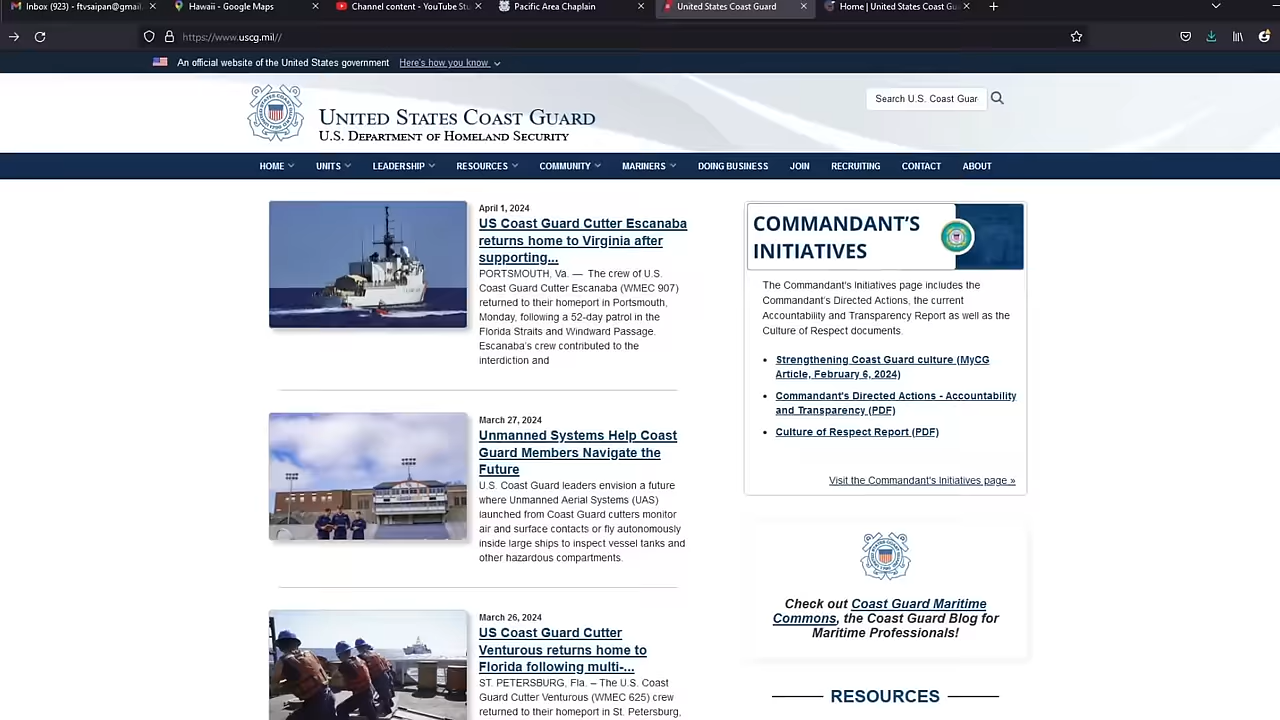 Inbox (923) - ftvsaipan@gmail.
Hawaii - Google Maps
Channel content - YouTube Stu
Pacific Area Chaplain
United States Coast Guard
Home | United States Coast Gu
https://www.uscg.mil//
An official website of the United States government Here's how you know
UNITED STATES COAST GUARD
U.S. DEPARTMENT OF HOMELAND SECURITY
Search U.S. Coast Guar
HOME UNITS LEADERSHIP RESOURCES COMMUNITY MARINERS DOING BUSINESS JOIN RECRUITING CONTACT ABOUT
April 1, 2024
US Coast Guard Cutter Escanaba
returns home to Virginia after
supporting...
PORTSMOUTH, Va. — The crew of U.S.
Coast Guard Cutter Escanaba (WMEC 907)
returned to their homeport in Portsmouth,
Monday, following a 52-day patrol in the
Florida Straits and Windward Passage.
Escanaba's crew contributed to the
interdiction and
March 27, 2024
Unmanned Systems Help Coast
Guard Members Navigate the
Future
U.S. Coast Guard leaders envision a future
where Unmanned Aerial Systems (UAS)
launched from Coast Guard cutters monitor
air and surface contacts or fly autonomously
inside large ships to inspect vessel tanks and
other hazardous compartments.
March 26, 2024
US Coast Guard Cutter
Venturous returns home to
Florida following multi-...
ST. PETERSBURG, Fla. – The U.S. Coast
Guard Cutter Venturous (WMEC 625) crew
returned to their homeport in St. Petersburg,
COMMANDANT'S
INITIATIVES
The Commandant's Initiatives page includes the
Commandant's Directed Actions, the current
Accountability and Transparency Report as well as the
Culture of Respect documents.
• Strengthening Coast Guard culture (MyCG
Article, February 6, 2024)
• Commandant's Directed Actions - Accountability
and Transparency (PDF)
• Culture of Respect Report (PDF)
Visit the Commandant's Initiatives page »
Check out Coast Guard Maritime
Commons, the Coast Guard Blog for
Maritime Professionals!
RESOURCES